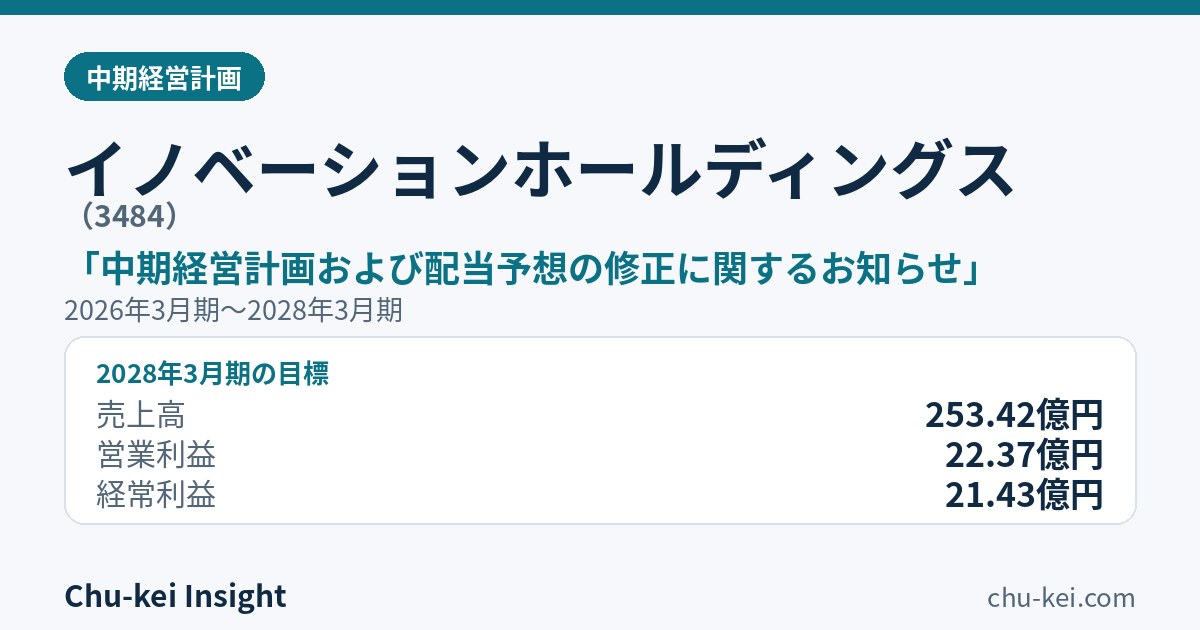 中期経営計画
イノベーションホールディングス
（3484）
「中期経営計画および配当予想の修正に関するお知らせ」
2026年3月期～2028年3月期
2028年3月期の目標
売上高 253.42億円
営業利益 22.37億円
経常利益 21.43億円
Chu-kei Insight chu-kei.com